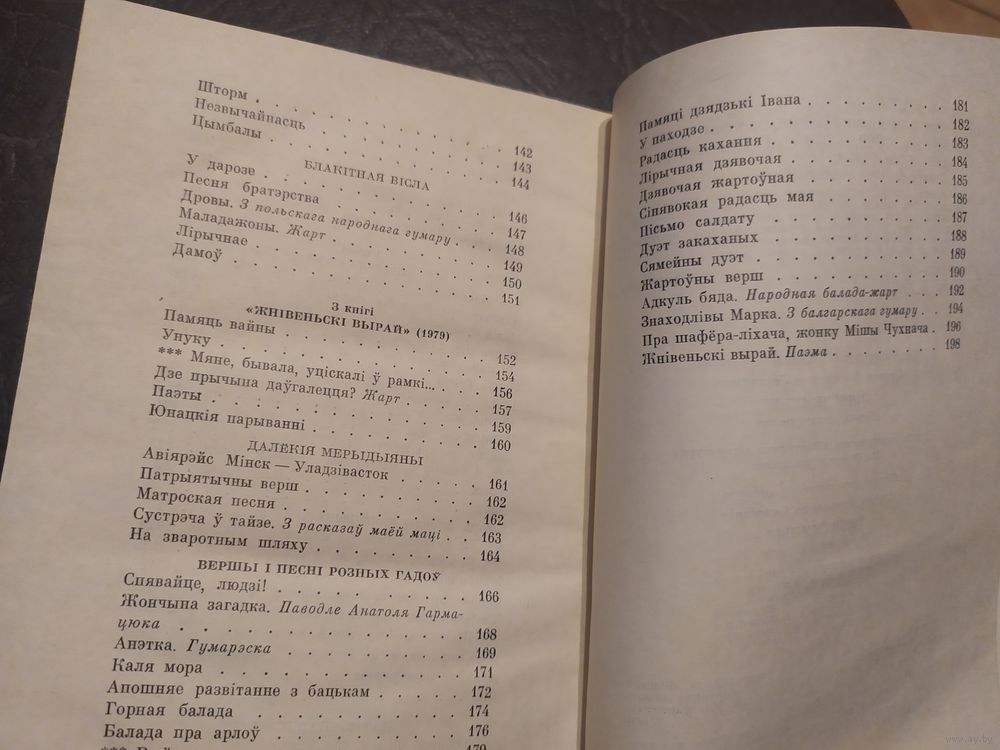 Шторм . . . . . . . . . . 142
Незвычайнасць . . . . . . . . 143
Цымбалы . . . . . . . . . 144
БЛАКІТНАЯ ВІСЛА
У дарозе . . . . . . . . . 146
Песня братэрства . . . . . . . 147
Дровы. З польскага народнага гумару . . 148
Маладажоны. Жарт . . . . . . . 149
Лірычнае . . . . . . . . . 150
Дамоў . . . . . . . . . . 151
З кнігі
«ЖНІВЕНЬСКІ ВЫРАЙ» (1979)
Памяць вайны . . . . . . . . 152
Унуку . . . . . . . . . . 154
*** Мяне, бывала, уціскалі ў рамкі... . . 156
Дзе прычына даўгалецця? Жарт . . . . 157
Паэты . . . . . . . . . . 159
Юнацкія парыванні . . . . . . . 160
ДАЛЁКІЯ МЕРЫДЫЯНЫ
Авіярэйс Мінск — Уладзівасток . . . . 161
Патрыятычны верш . . . . . . . 162
Матроская песня . . . . . . . 162
Сустрэча ў тайзе. З расказаў маёй маці . . 163
На зваротным шляху . . . . . . 164
ВЕРШЫ І ПЕСНІ РОЗНЫХ ГАДОЎ
Спявайце, людзі! . . . . . . . 166
Жончына загадка. Паводле Анатоля Гарма-
цюка . . . . . . . . . . 168
Анэтка. Гумарэска . . . . . . . 169
Каля мора . . . . . . . . . 171
Апошняе развітанне з бацькам . . . . . 172
Горная балада . . . . . . . . 174
Балада пра арлоў . . . . . . . 176
***
Памяці дзядзькі Івана . . . . . . . 181
У паходзе . . . . . . . . . 182
Радасць кахання . . . . . . . . 183
Лірычная дзявочая . . . . . . . 184
Дзявочая жартоўная . . . . . . . 185
Сінявокая радасць мая . . . . . . 186
Пісьмо салдату . . . . . . . . 187
Дуэт закаханых . . . . . . . . 188
Сямейны дуэт . . . . . . . . 189
Жартоўны верш . . . . . . . . 190
Адкуль бяда. Народная балада-жарт . . . 192
Знаходлівы Марка. З балгарскага гумару . . 194
Пра шафёра-ліхача, жонку Мішы Чухнача . 196
Жнівеньскі вырай. Паэма . . . . . . 198
www.ay.by